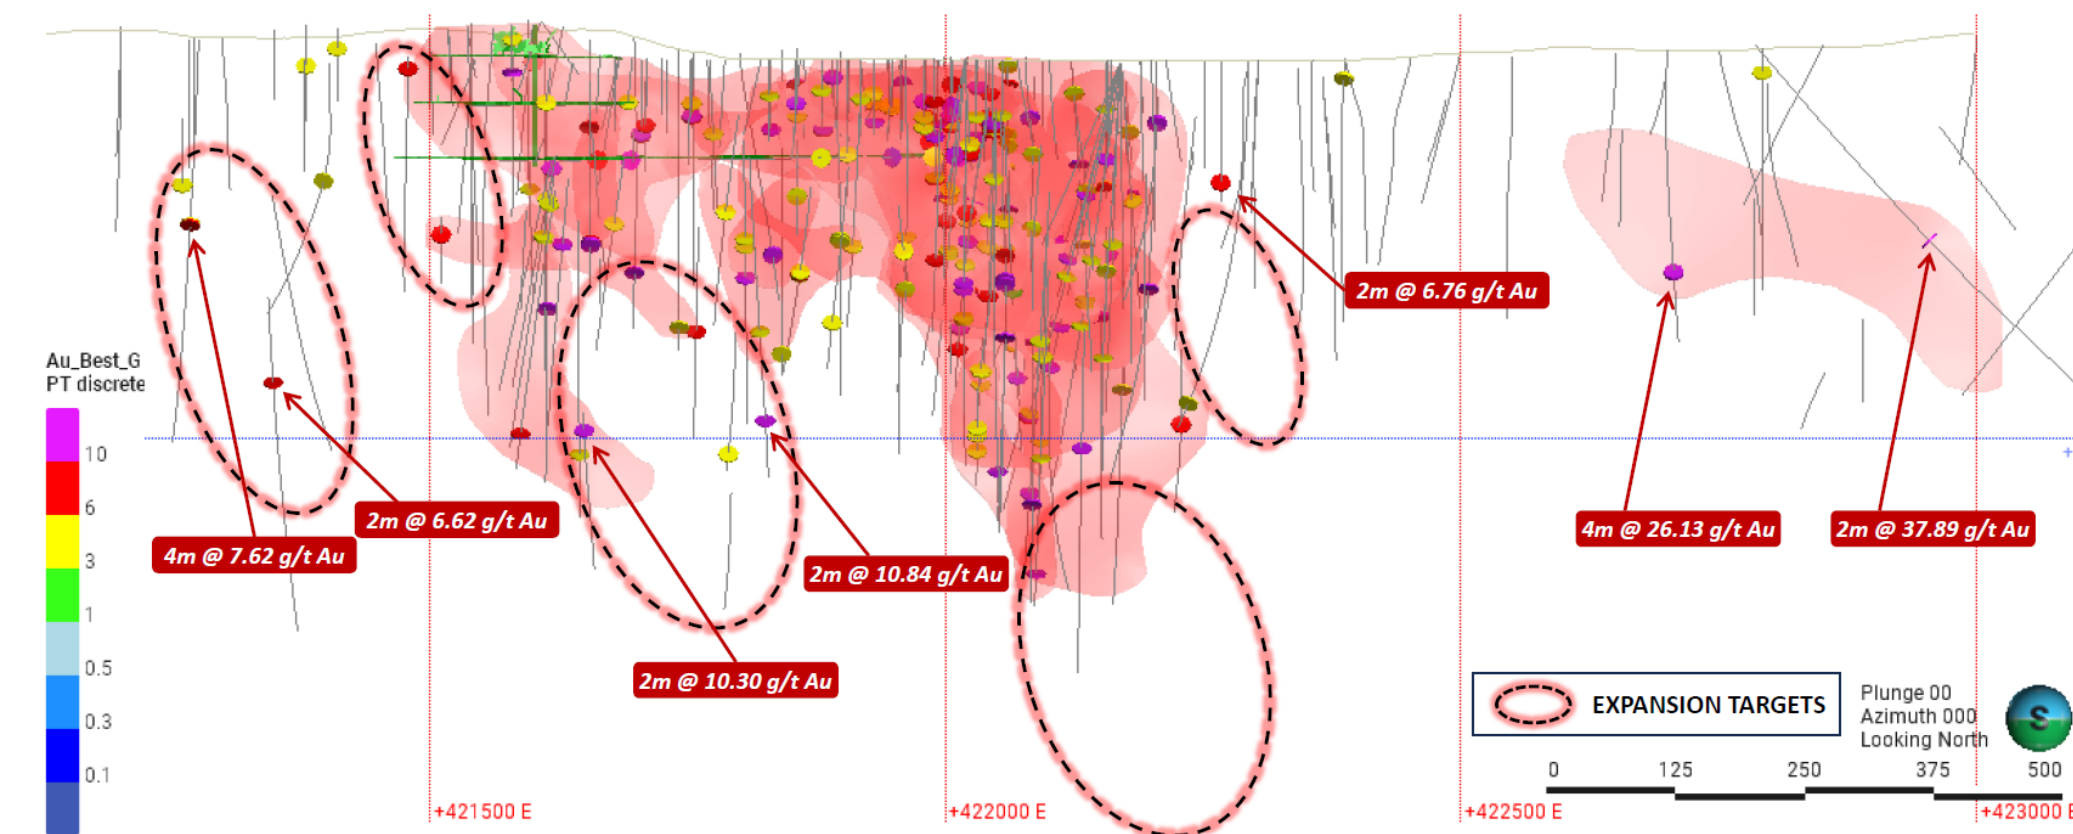 2m @ 6.76 g/t Au
Au_Best_G
PT discrete
10
6
3
1
0.5
0.3
0.1
2m @ 6.62 g/t Au
4m @ 7.62 g/t Au
2m @ 10.84 g/t Au
2m @ 10.30 g/t Au
4m @ 26.13 g/t Au
2m @ 37.89 g/t Au
EXPANSION TARGETS
Plunge 00
Azimuth 000
Looking North
S
0 125 250 375 500
+421500 E
+422000 E
+422500 E
+423000 E